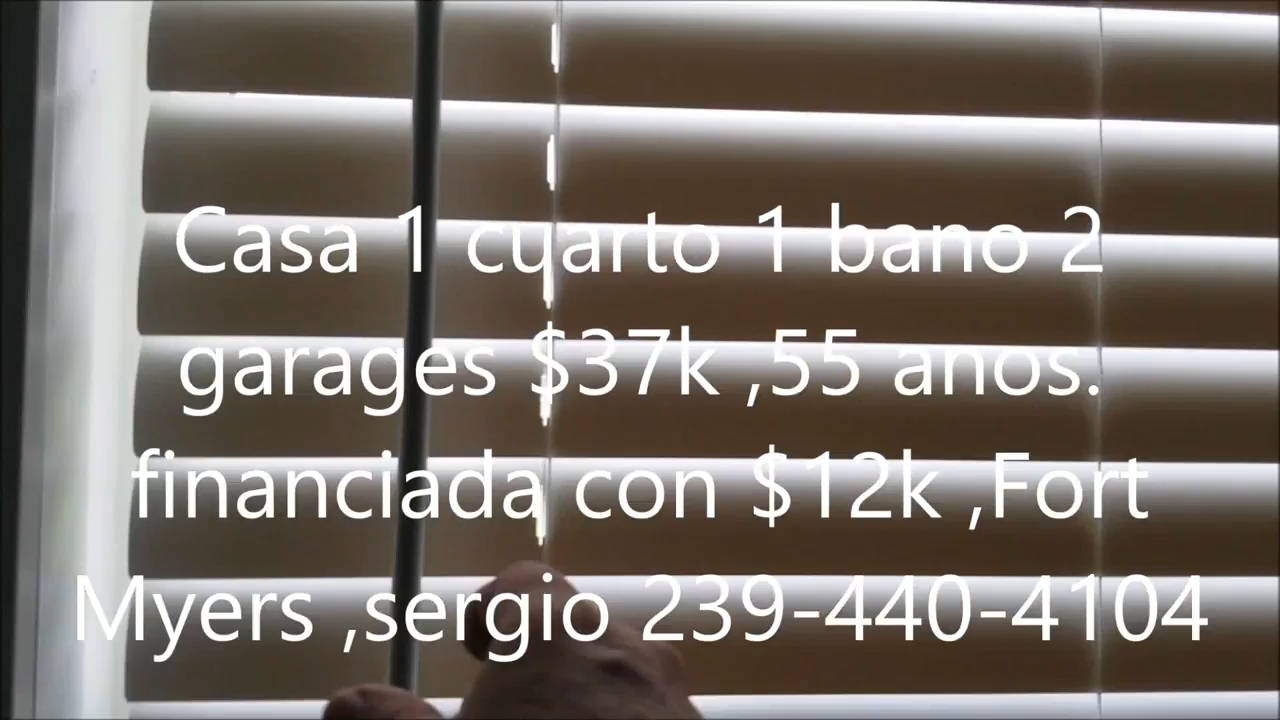 Casa 1 cuarto 1 bano 2
garages $37k ,55 anos.
financiada con $12k ,Fort
Myers ,sergio 239-440-4104